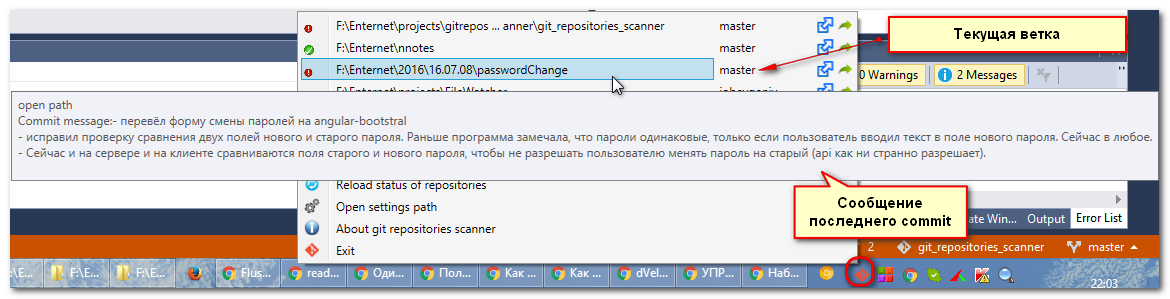 F:\Enternet\projects\gitrepos ... anner\git_repositories_scanner master
F:\Enternet\nnotes master
Текущая ветка
F:\Enternet\2016\16.07.08\passwordChange master
0 Warnings
2 Messages
open path
Commit message:- перевёл форму смены паролей на angular-bootstral
- исправил проверку сравнения двух полей нового и старого пароля. Раньше программа замечала, что пароли одинаковые, только если пользователь вводил текст в поле нового пароля. Сейчас в любое.
- Сейчас и на сервере и на клиенте сравниваются поля старого и нового пароля, чтобы не разрешать пользователю менять пароль на старый (api как ни странно разрешает).
Reload status of repositories
Open settings path
About git repositories scanner
Exit
Сообщение
последнего commit
ate Win... Output Error List
2 git_repositories_scanner master
F:\E... F:\E... F:\E... Flus... read... Оди... Пол... Как ... Как ... dVel... УПР... Наб...
22:03